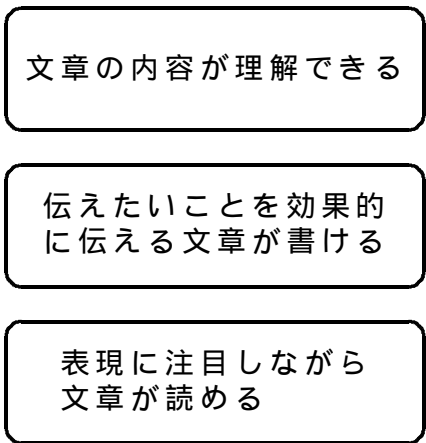 文章の内容が理解できる
伝えたいことを効果的
に伝える文章が書ける
表現に注目しながら
文章が読める